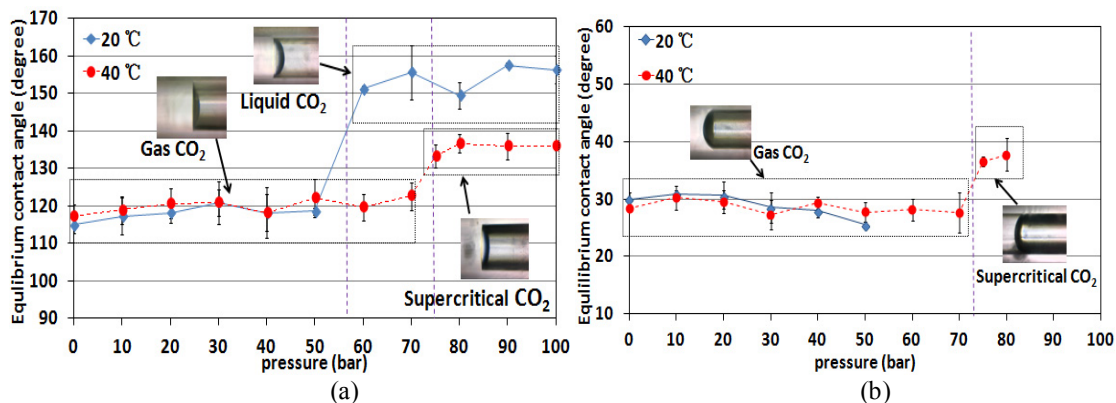 Equlibrium contact angle (degree)
170
160
150
140
130
120
110
100
90
20 ℃
40 ℃
Liquid CO2
Gas CO2
Supercritical CO2
0 10 20 30 40 50 60 70 80 90 100
pressure (bar)
(a)
Equilibrium contact angle (degree)
60
50
40
30
20
10
20 ℃
40 ℃
Gas CO2
Supercritical CO2
0 10 20 30 40 50 60 70 80 90 100
pressure (bar)
(b)